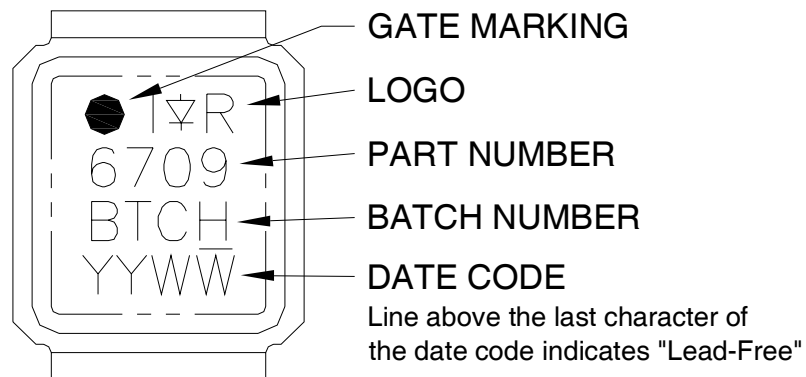 GATE MARKING
I R
LOGO
6709
PART NUMBER
BTCH
BATCH NUMBER
YYWW̅
DATE CODE
Line above the last character of
the date code indicates "Lead-Free"